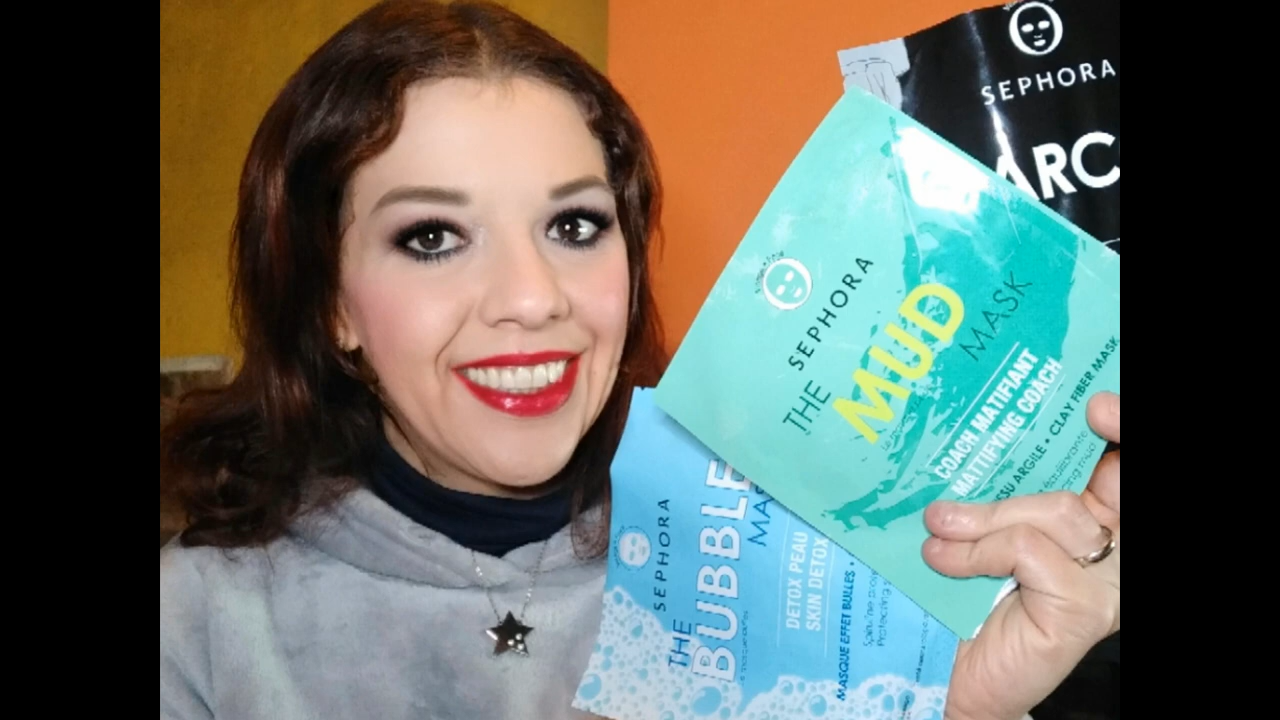 SEPHORA
ARC
THE SEPHORA
MUD
MASK
COACH MATIFIANT
MATTIFYING COACH
ARGILE • CLAY FIBER MASK
SEPHORA
THE
BUBBLE
DETOX PEAU
SKIN DETOX
MASQUE EFFET BULLES •